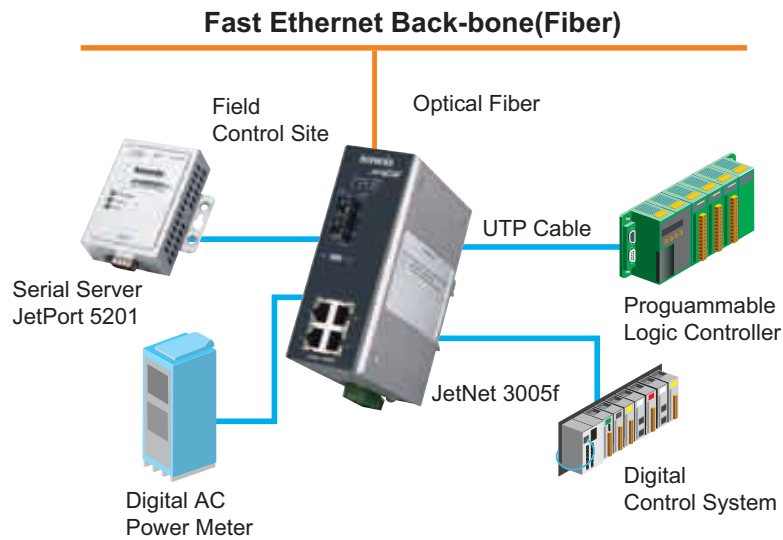 Fast Ethernet Back-bone(Fiber)
Field
Control Site
Optical Fiber
UTP Cable
Serial Server
JetPort 5201
Proguammable
Logic Controller
JetNet 3005f
Digital AC
Power Meter
Digital
Control System